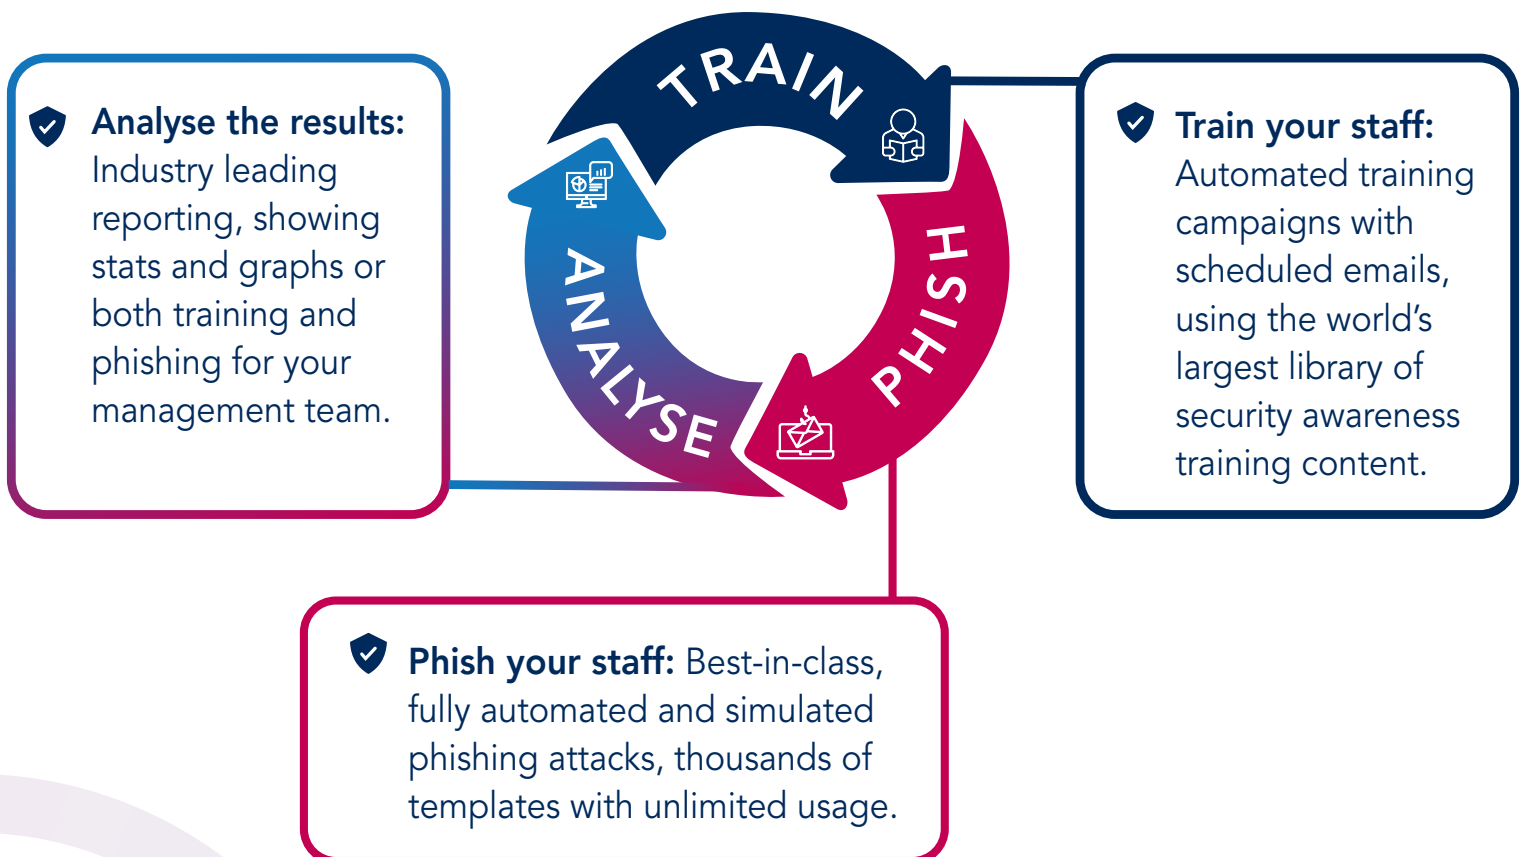 TRAIN
PHISH
ANALYSE
Analyse the results:
Industry leading
reporting, showing
stats and graphs or
both training and
phishing for your
management team.
Train your staff:
Automated training
campaigns with
scheduled emails,
using the world's
largest library of
security awareness
training content.
Phish your staff: Best-in-class,
fully automated and simulated
phishing attacks, thousands of
templates with unlimited usage.